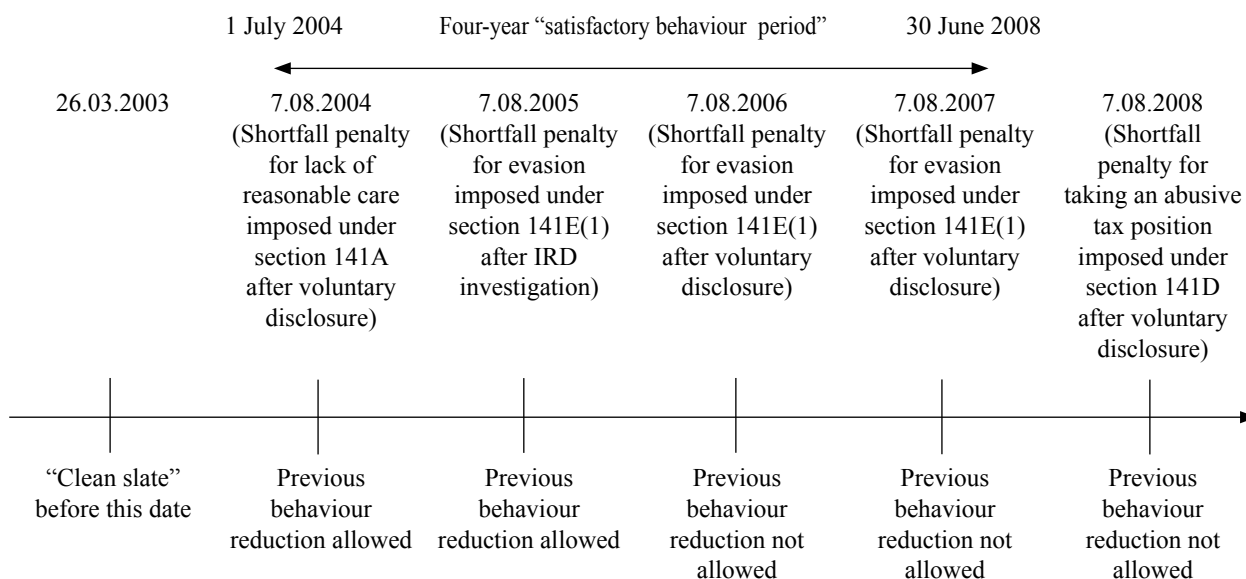 1 July 2004 Four-year “satisfactory behaviour period” 30 June 2008
26.03.2003
7.08.2004
(Shortfall penalty
for lack of
reasonable care
imposed under
section 141A
after voluntary
disclosure)
7.08.2005
(Shortfall penalty
for evasion
imposed under
section 141E(1)
after IRD
investigation)
7.08.2006
(Shortfall penalty
for evasion
imposed under
section 141E(1)
after voluntary
disclosure)
7.08.2007
(Shortfall penalty
for evasion
imposed under
section 141E(1)
after voluntary
disclosure)
7.08.2008
(Shortfall
penalty for
taking an abusive
tax position
imposed under
section 141D
after voluntary
disclosure)
“Clean slate”
before this date
Previous
behaviour
reduction allowed
Previous
behaviour
reduction allowed
Previous
behaviour
reduction not
allowed
Previous
behaviour
reduction not
allowed
Previous
behaviour
reduction not
allowed